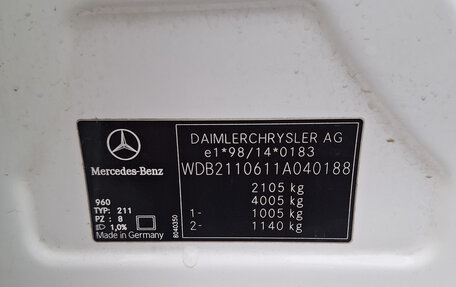 DAIMLERCHRYSLER AG
e1*98/14*0183
WDB2110611A040188
2105 kg
4005 kg
1- 1005 kg
2- 1140 kg
Mercedes-Benz
960
TYP: 211
PZ : 8
1,0%
Made in Germany
8040350